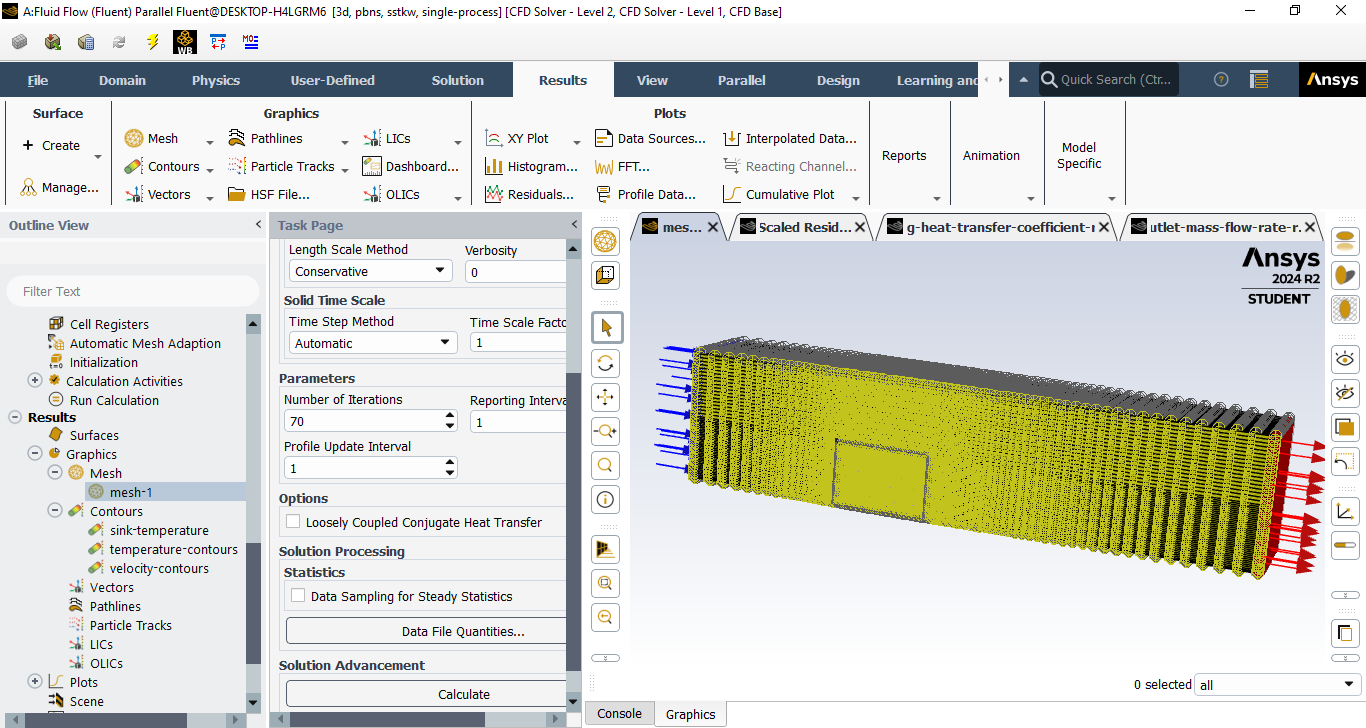 A:Fluid Flow (Fluent) Parallel Fluent@DESKTOP-H4LGRM6 [3d, pbns, sstkw, single-process] [CFD Solver - Level 2, CFD Solver - Level 1, CFD Base]
WB
File Domain Physics User-Defined Solution Results View Parallel Design Learning and Quick Search (Ctr... Ansys
Surface
Create
Manage...
Graphics
Mesh Pathlines LICs
Contours Particle Tracks Dashboard...
Vectors HSF File... OLICs
Plots
XY Plot Data Sources... Interpolated Data...
Histogram... FFT... Reacting Channel...
Residuals... Profile Data... Cumulative Plot
Reports
Animation
Model
Specific
Outline View
Filter Text
Cell Registers
Automatic Mesh Adaption
Initialization
Calculation Activities
Run Calculation
Results
Surfaces
Graphics
Mesh
mesh-1
Contours
sink-temperature
temperature-contours
velocity-contours
Vectors
Pathlines
Particle Tracks
LICs
OLICs
Plots
Scene
Task Page
Length Scale Method Verbosity
Conservative 0
Solid Time Scale
Time Step Method Time Scale Facto
Automatic 1
Parameters
Number of Iterations Reporting Interva
70 1
Profile Update Interval
1
Options
Loosely Coupled Conjugate Heat Transfer
Solution Processing
Statistics
Data Sampling for Steady Statistics
Data File Quantities...
Solution Advancement
Calculate
mes... Scaled Resid... g-heat-transfer-coefficient-r utlet-mass-flow-rate-r.
Ansys
2024 R2
STUDENT
0 selected all
Console Graphics